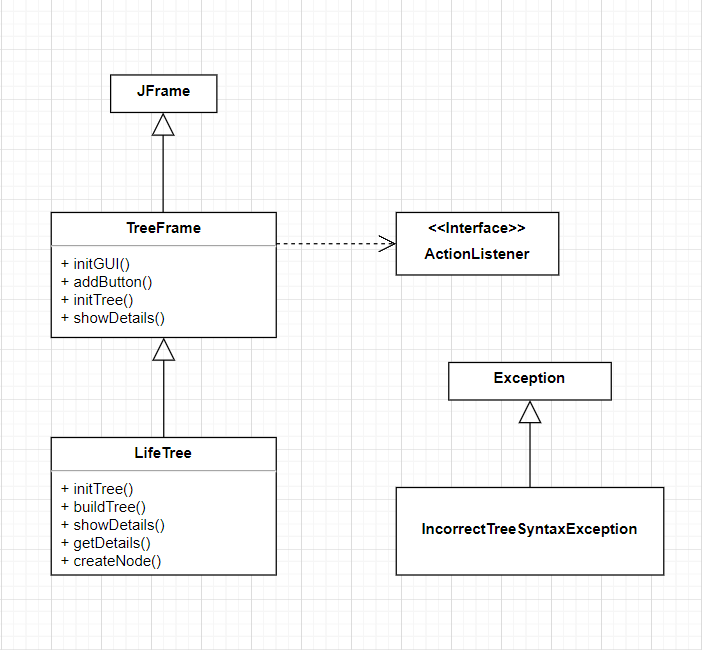 JFrame
TreeFrame
+ initGUI()
+ addButton()
+ initTree()
+ showDetails()
<<Interface>>
ActionListener
Exception
LifeTree
+ initTree()
+ buildTree()
+ showDetails()
+ getDetails()
+ createNode()
IncorrectTreeSyntaxException